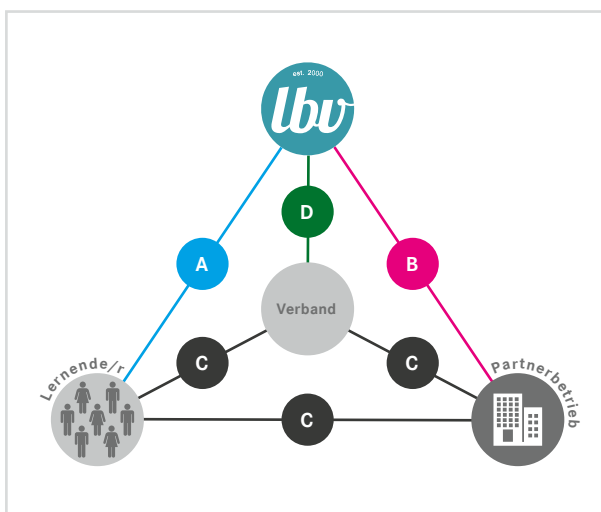 est. 2000
lbv
D
A
B
Verband
C
C
Lernende/r
Partnerbetrieb
C